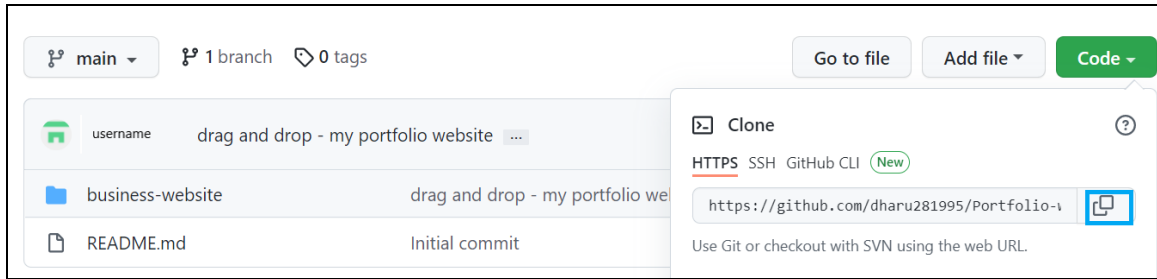 main 1 branch 0 tags Go to file Add file Code
username drag and drop - my portfolio website ...
Clone
HTTPS SSH GitHub CLI New
business-website drag and drop - my portfolio we
https://github.com/dharu281995/Portfolio-w
README.md Initial commit
Use Git or checkout with SVN using the web URL.